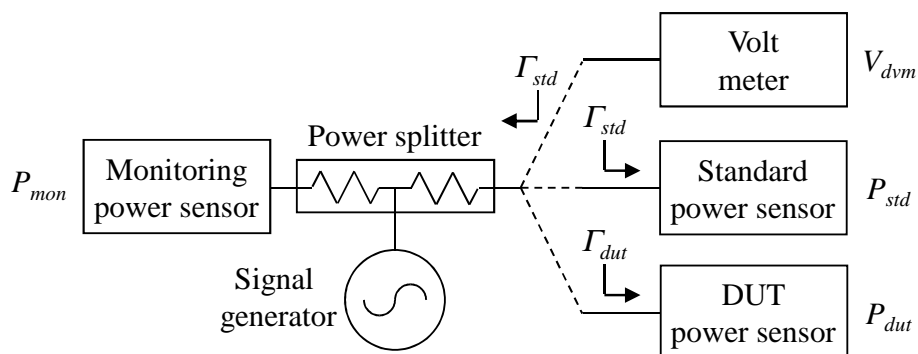 Volt
meter
V_dvm
Γ_std
Power splitter
Γ_std
P_mon
Monitoring
power sensor
Standard
power sensor
P_std
Γ_dut
Signal
generator
DUT
power sensor
P_dut